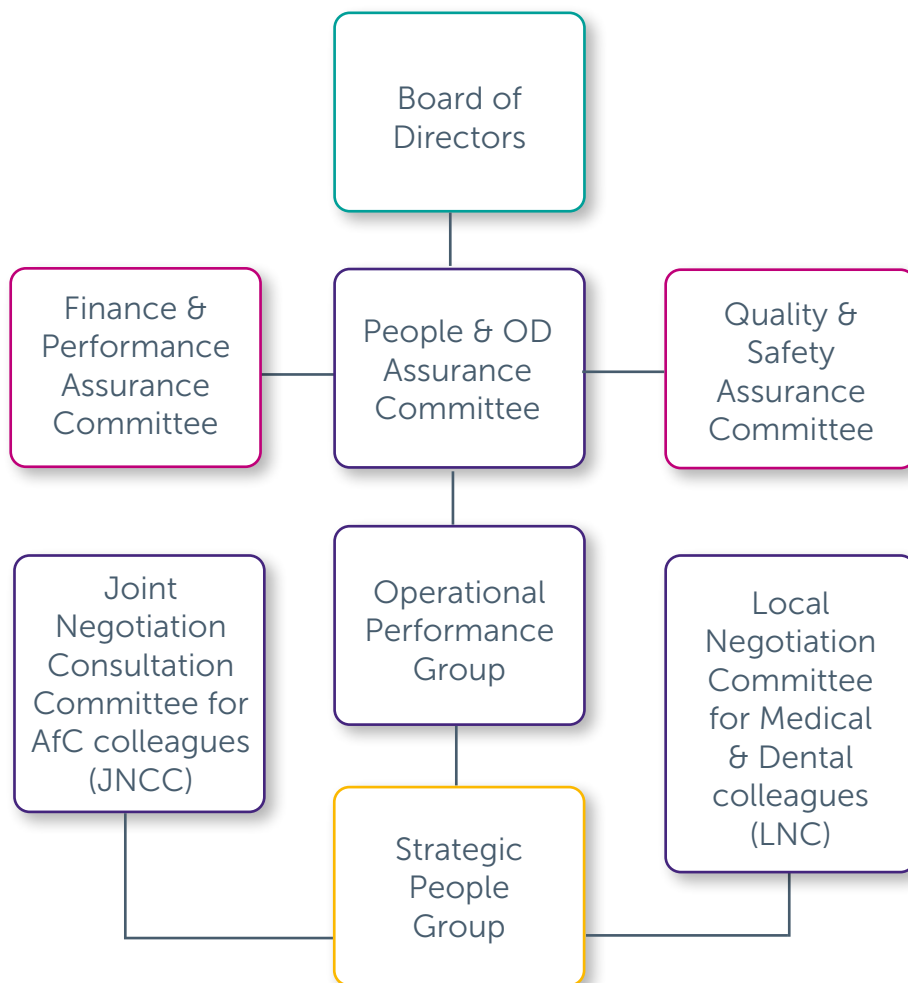 Board of
Directors
Finance &
Performance
Assurance
Committee
People & OD
Assurance
Committee
Quality &
Safety
Assurance
Committee
Joint
Negotiation
Consultation
Committee for
AfC colleagues
(JNCC)
Operational
Performance
Group
Local
Negotiation
Committee
for Medical
& Dental
colleagues
(LNC)
Strategic
People
Group